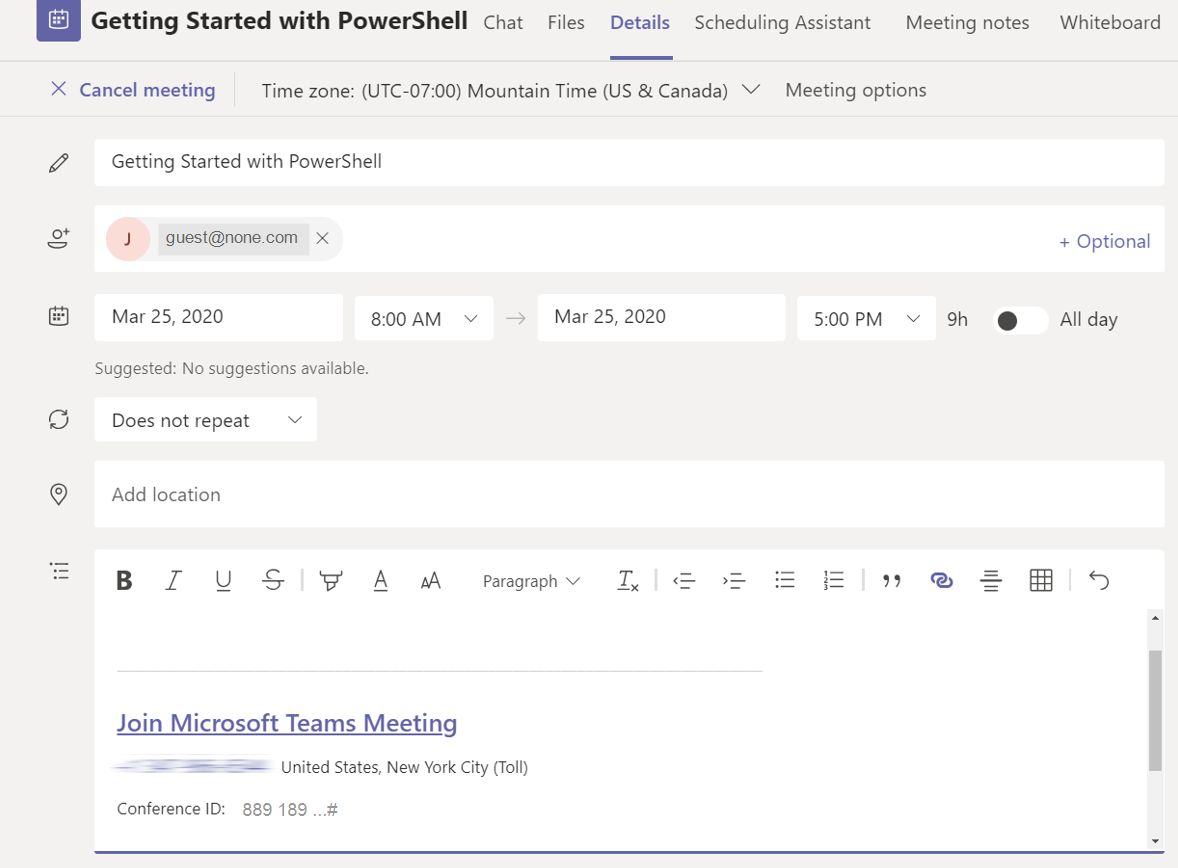 Getting Started with PowerShell Chat Files Details Scheduling Assistant Meeting notes Whiteboard
Cancel meeting Time zone: (UTC-07:00) Mountain Time (US & Canada) Meeting options
Getting Started with PowerShell
J guest@none.com + Optional
Mar 25, 2020 8:00 AM Mar 25, 2020 5:00 PM 9h All day
Suggested: No suggestions available.
Does not repeat
Add location
B I U S A AA Paragraph Tx
Join Microsoft Teams Meeting
United States, New York City (Toll)
Conference ID: 889 189 ...#